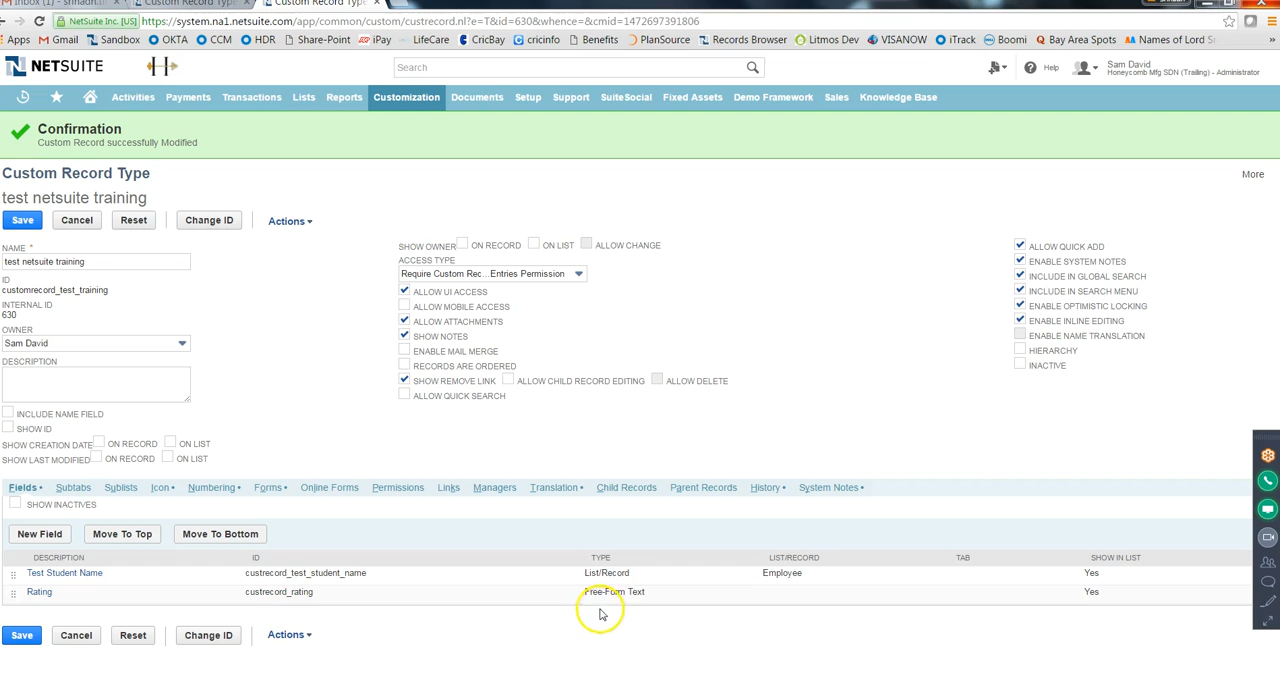 Custom Record Type
Custom Record Typ
NetSuite Inc. [US] https://system.na1.netsuite.com/app/common/custom/custrecord.nl?e=T&id=630&whence=&cmid=1472697391806
Apps Gmail Sandbox OKTA CCM HDR Share-Point iPay LifeCare CricBay cricinfo Benefits PlanSource Records Browser Litmos Dev VISANOW iTrack Boomi Bay Area Spots Names of Lord
NETSUITE Search Help Sam David
Honeycomb Mfg SDN (Trailing) - Administrator
Activities Payments Transactions Lists Reports Customization Documents Setup Support SuiteSocial Fixed Assets Demo Framework Sales Knowledge Base
Confirmation
Custom Record successfully Modified
Custom Record Type More
test netsuite training
Save Cancel Reset Change ID Actions
NAME *
test netsuite training
ID
customrecord_test_training
INTERNAL ID
630
OWNER
Sam David
DESCRIPTION
INCLUDE NAME FIELD
SHOW ID
SHOW CREATION DATE ON RECORD ON LIST
SHOW LAST MODIFIED ON RECORD ON LIST
SHOW OWNER ON RECORD ON LIST ALLOW CHANGE
ACCESS TYPE
Require Custom Rec...Entries Permission
ALLOW UI ACCESS
ALLOW MOBILE ACCESS
ALLOW ATTACHMENTS
SHOW NOTES
ENABLE MAIL MERGE
RECORDS ARE ORDERED
SHOW REMOVE LINK ALLOW CHILD RECORD EDITING ALLOW DELETE
ALLOW QUICK SEARCH
ALLOW QUICK ADD
ENABLE SYSTEM NOTES
INCLUDE IN GLOBAL SEARCH
INCLUDE IN SEARCH MENU
ENABLE OPTIMISTIC LOCKING
ENABLE INLINE EDITING
ENABLE NAME TRANSLATION
HIERARCHY
INACTIVE
Fields • Subtabs Sublists Icon • Numbering • Forms • Online Forms Permissions Links Managers Translation • Child Records Parent Records History • System Notes •
SHOW INACTIVES
New Field Move To Top Move To Bottom
DESCRIPTION ID TYPE LIST/RECORD TAB SHOW IN LIST
Test Student Name custrecord_test_student_name List/Record Employee Yes
Rating custrecord_rating Free-Form Text Yes
Save Cancel Reset Change ID Actions